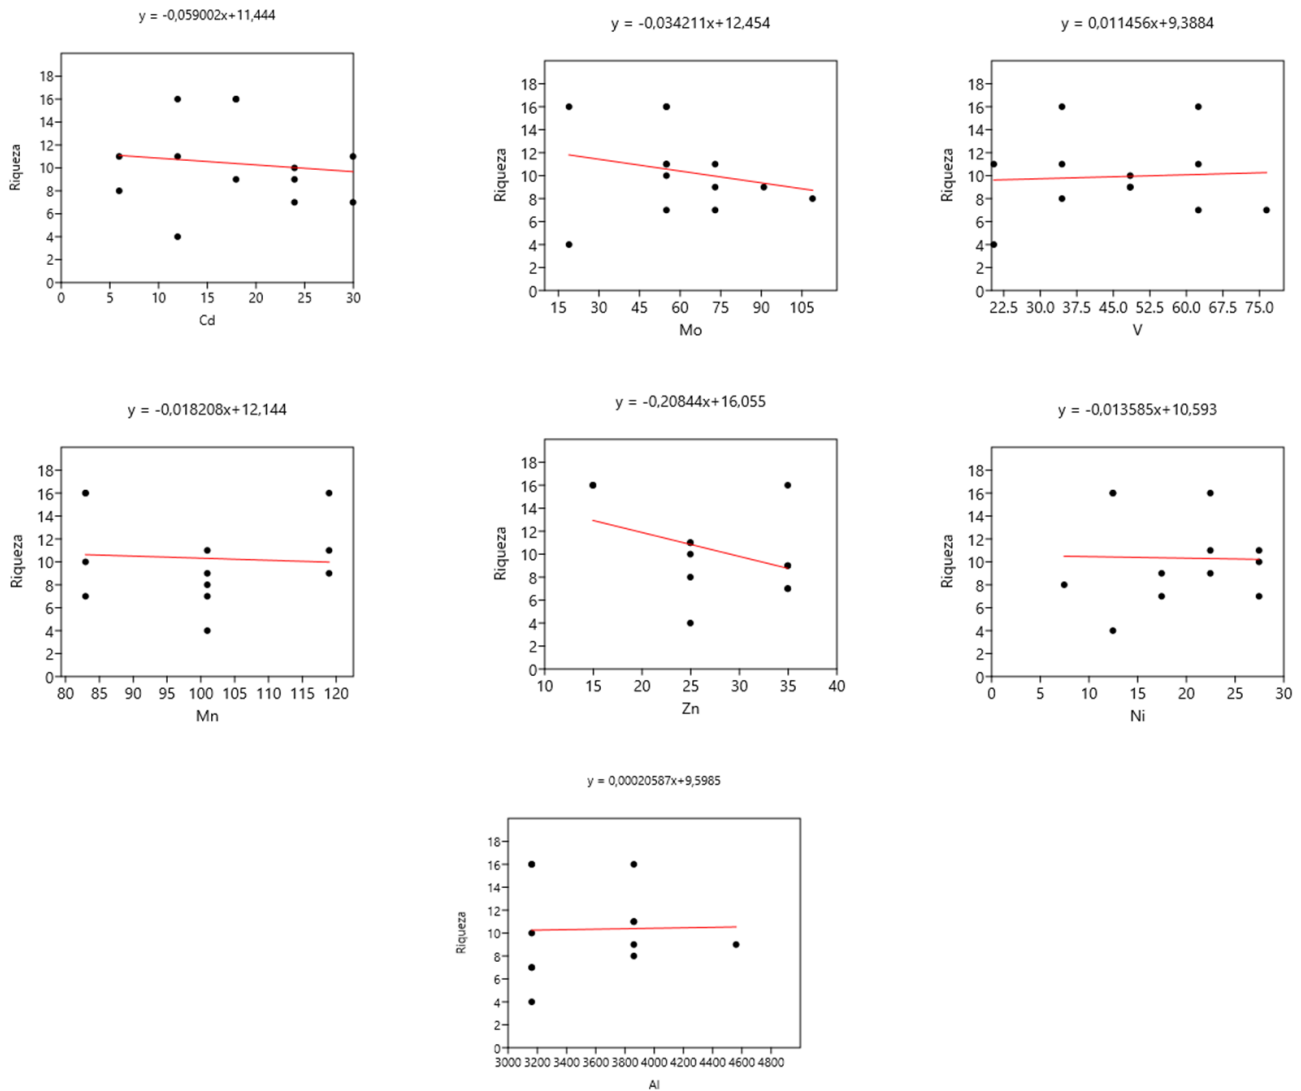 y = -0,059002x+11,444
18
16
14
12
10
8
6
4
2
0
Riqueza
0 5 10 15 20 25 30
Cd
y = -0,034211x+12,454
18
16
14
12
10
8
6
4
2
0
Riqueza
15 30 45 60 75 90 105
Mo
y = 0,011456x+9,3884
18
16
14
12
10
8
6
4
2
0
Riqueza
22.5 30.0 37.5 45.0 52.5 60.0 67.5 75.0
V
y = -0,018208x+12,144
18
16
14
12
10
8
6
4
2
0
Riqueza
80 85 90 95 100 105 110 115 120
Mn
y = -0,20844x+16,055
18
16
14
12
10
8
6
4
2
0
Riqueza
10 15 20 25 30 35 40
Zn
y = -0,013585x+10,593
18
16
14
12
10
8
6
4
2
0
Riqueza
0 5 10 15 20 25 30
Ni
y = 0,00020587x+9,5985
18
16
14
12
10
8
6
4
2
0
Riqueza
3000 3200 3400 3600 3800 4000 4200 4400 4600 4800
Al